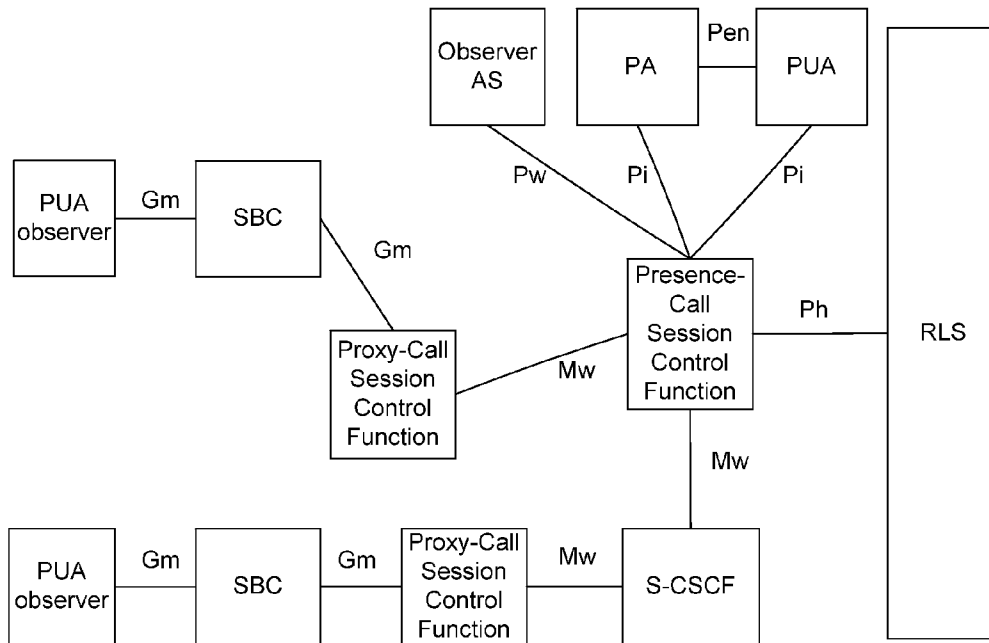 Observer
AS
PA
Pen
PUA
Pw
Pi
Pi
PUA
observer
Gm
SBC
Gm
Proxy-Call
Session
Control
Function
Mw
Presence-
Call
Session
Control
Function
Ph
RLS
Mw
PUA
observer
Gm
SBC
Gm
Proxy-Call
Session
Control
Function
Mw
S-CSCF